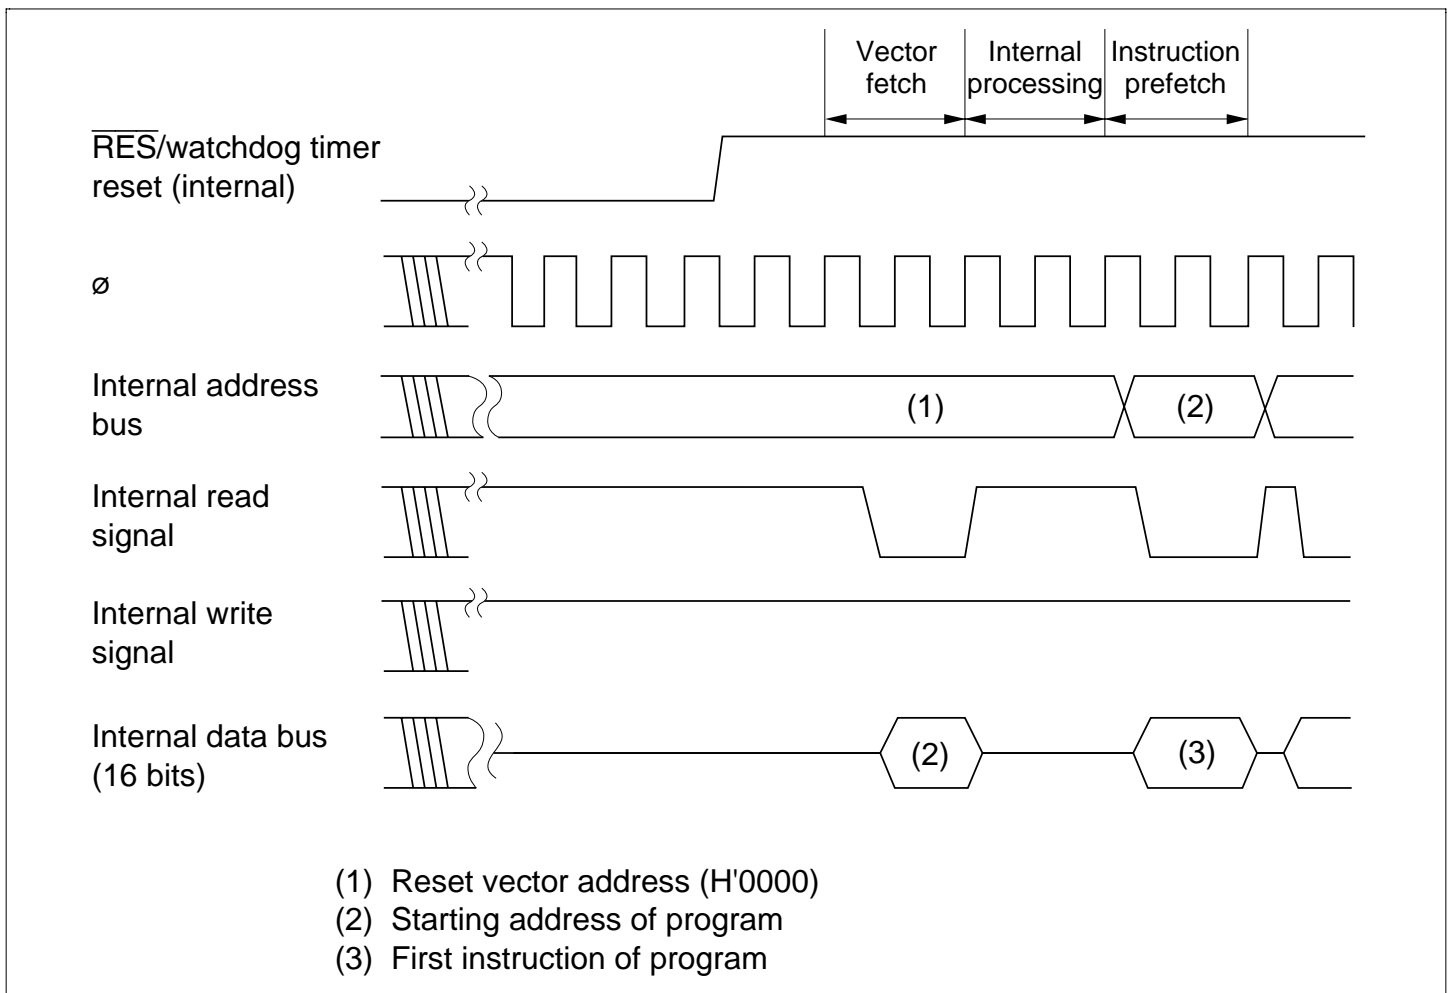 Vector fetch
Internal processing
Instruction prefetch
RES/watchdog timer
reset (internal)
ø
Internal address
bus
(1)
(2)
Internal read
signal
Internal write
signal
Internal data bus
(16 bits)
(2)
(3)
(1) Reset vector address (H'0000)
(2) Starting address of program
(3) First instruction of program